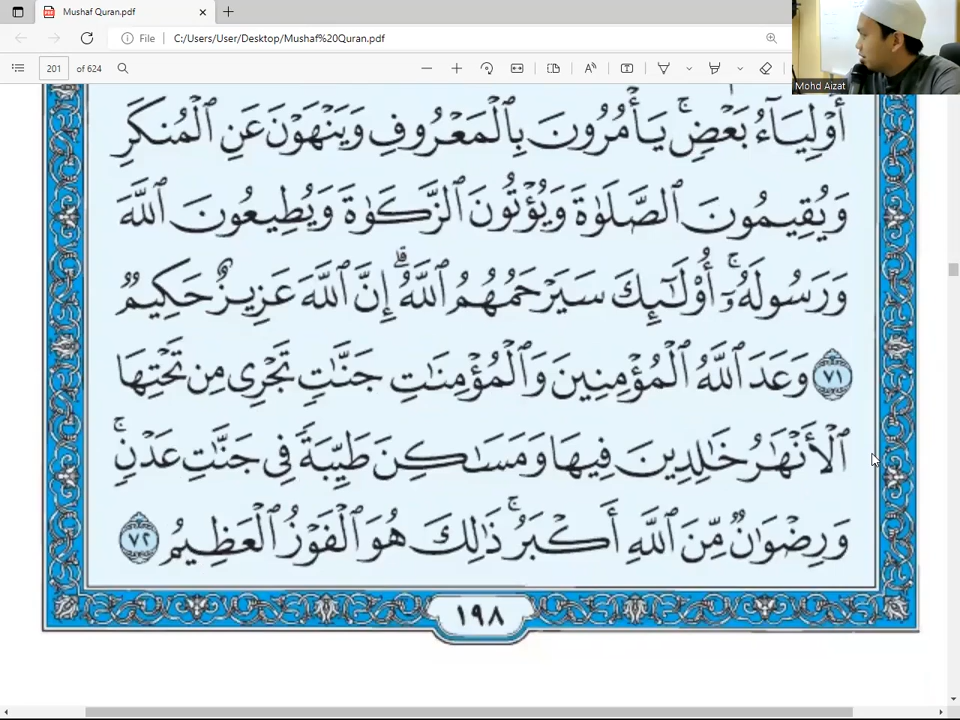 Mushaf Quran.pdf
File C:/Users/User/Desktop/Mushaf%20Quran.pdf
201 of 624
Mohd Aizat
أَوۡلِيَآءُ بَعۡضٖۚ يَأۡمُرُونَ بِٱلۡمَعۡرُوفِ وَيَنۡهَوۡنَ عَنِ ٱلۡمُنكَرِ
وَيُقِيمُونَ ٱلصَّلَوٰةَ وَيُؤۡتُونَ ٱلزَّكَوٰةَ وَيُطِيعُونَ ٱللَّهَ
وَرَسُولَهُۥٓۚ أُوْلَٰٓئِكَ سَيَرۡحَمُهُمُ ٱللَّهُۗ إِنَّ ٱللَّهَ عَزِيزٌ حَكِيمٞ
٧١ وَعَدَ ٱللَّهُ ٱلۡمُؤۡمِنِينَ وَٱلۡمُؤۡمِنَٰتِ جَنَّٰتٖ تَجۡرِي مِن تَحۡتِهَا
ٱلۡأَنۡهَٰرُ خَٰلِدِينَ فِيهَا وَمَسَٰكِنَ طَيِّبَةٗ فِي جَنَّٰتِ عَدۡنٖۚ
وَرِضۡوَٰنٞ مِّنَ ٱللَّهِ أَكۡبَرُۚ ذَٰلِكَ هُوَ ٱلۡفَوۡزُ ٱلۡعَظِيمُ ٧٢
١٩٨